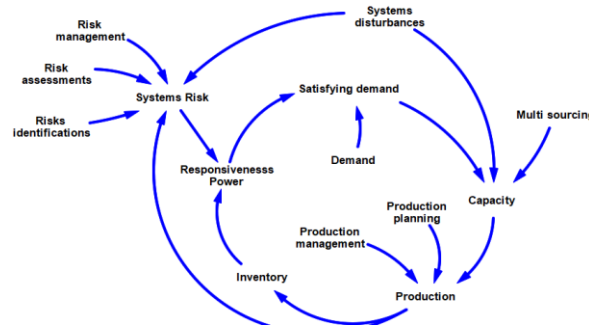 Systems
disturbances
Risk
management
Risk
assessments
Systems Risk
Satisfying demand
Risks
identifications
Multi sourcing
Demand
Responsivenesss
Power
Capacity
Production
planning
Production
management
Inventory
Production